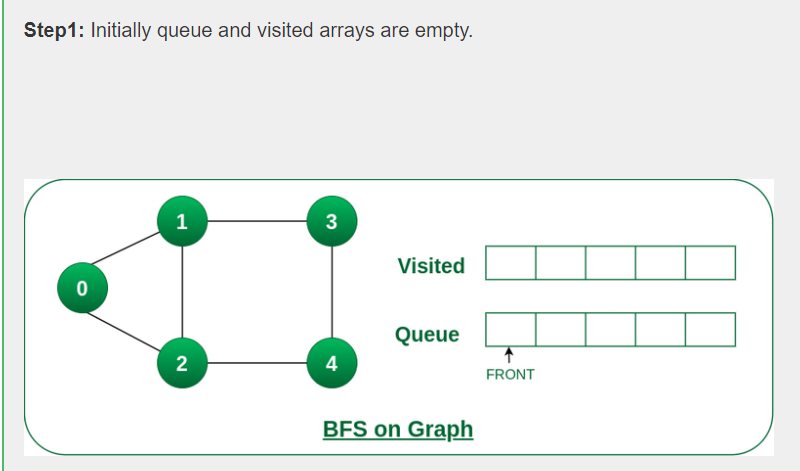 Step1: Initially queue and visited arrays are empty.
1
3
Visited
0
Queue
2
4
FRONT
BFS on Graph